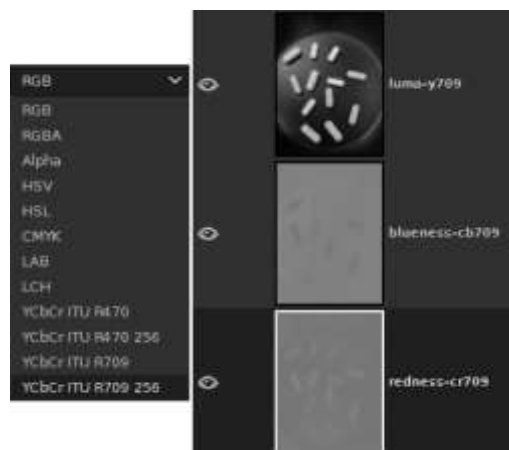 RGB
RGB
RGBA
Alpha
HSV
HSL
CMYK
LAB
LCH
YCbCr ITU R470
YCbCr ITU R470 256
YCbCr ITU R709
YCbCr ITU R709 256
luma-y709
blueness-cb709
redness-cr709